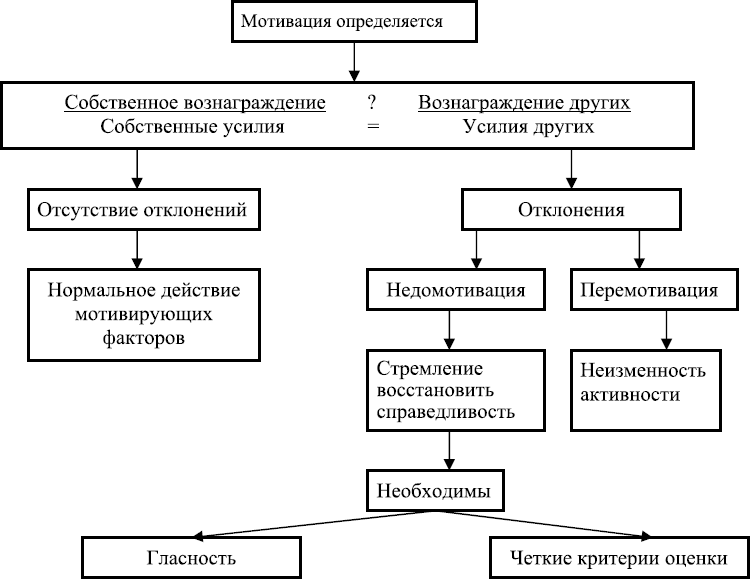 Мотивация определяется
Собственное вознаграждение ? Вознаграждение других
Собственные усилия = Усилия других
Отсутствие отклонений
Отклонения
Нормальное действие
мотивирующих
факторов
Недомотивация
Перемотивация
Стремление
восстановить
справедливость
Неизменность
активности
Необходимы
Гласность
Четкие критерии оценки